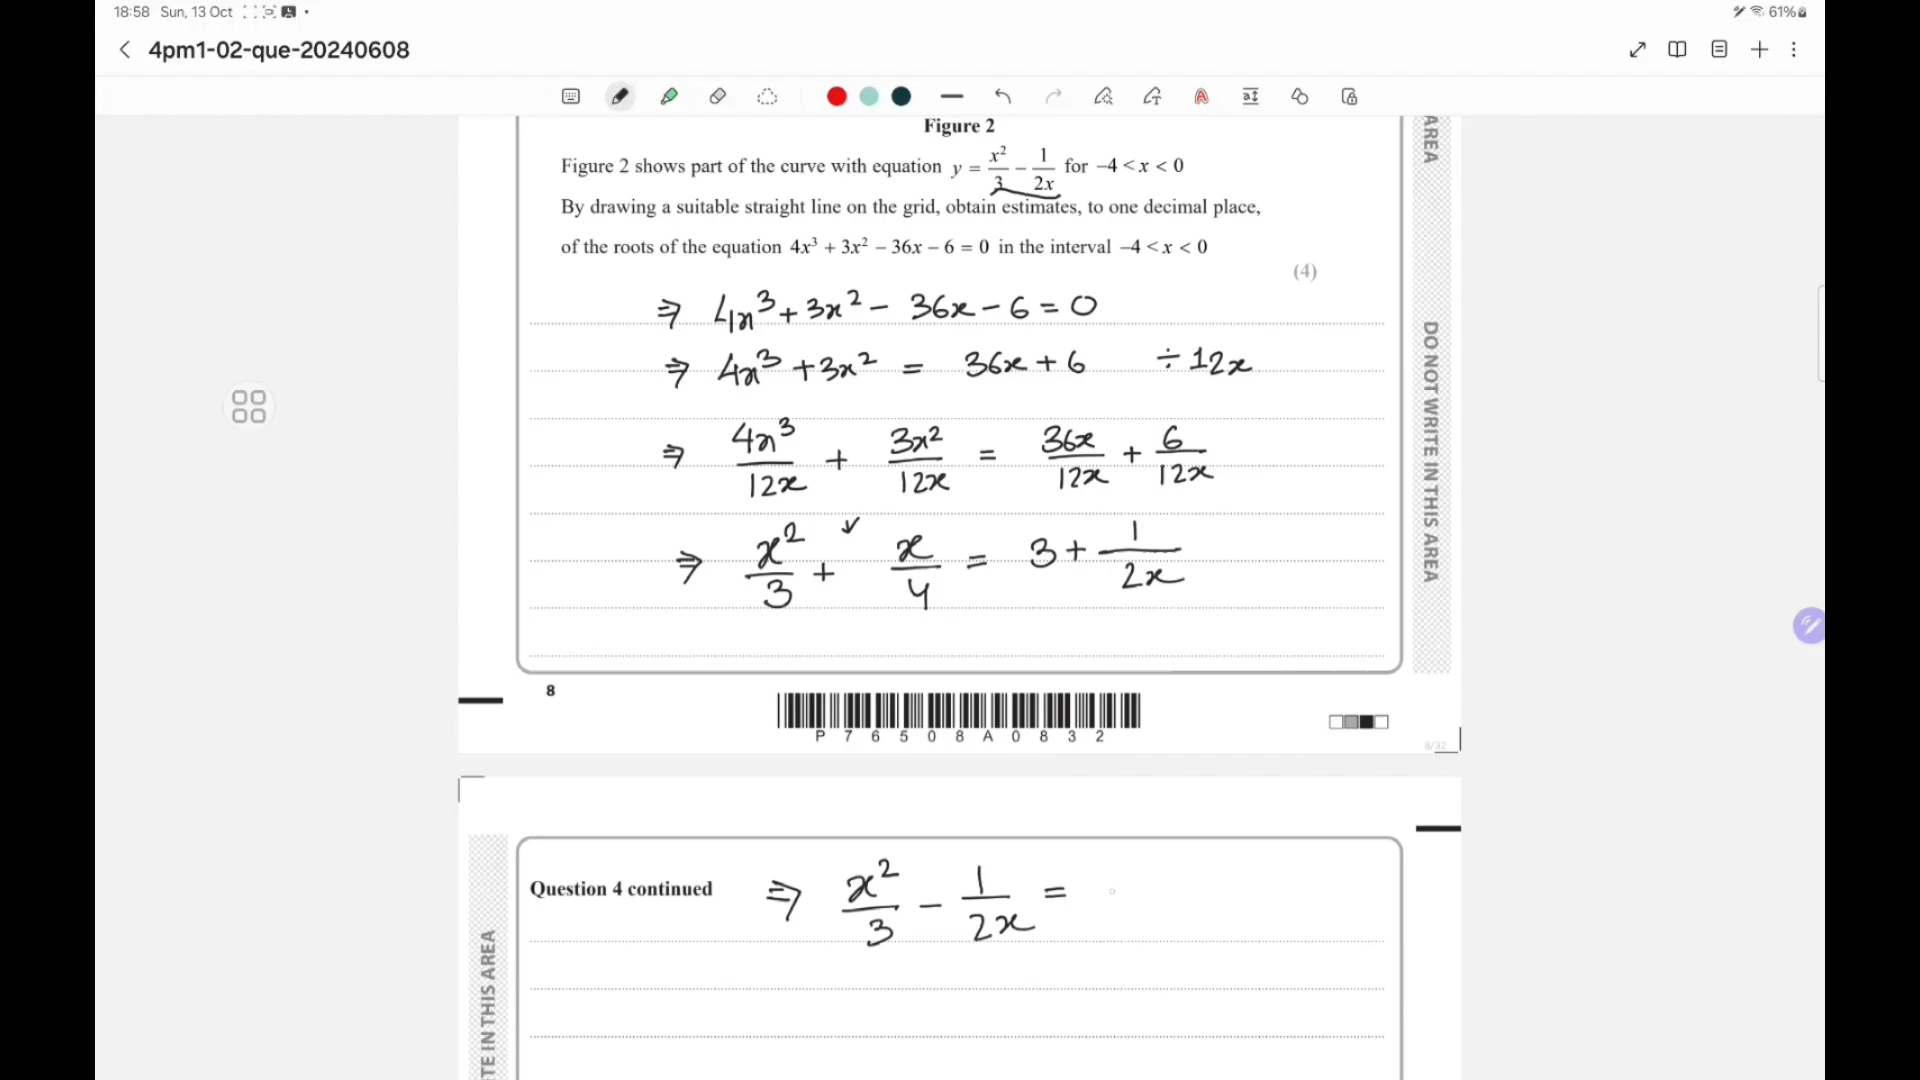 18:58 Sun, 13 Oct
61%
4pm1-02-que-20240608
Figure 2
Figure 2 shows part of the curve with equation y = x²/3 − 1/2x for −4 < x < 0
By drawing a suitable straight line on the grid, obtain estimates, to one decimal place,
of the roots of the equation 4x³ + 3x² − 36x − 6 = 0 in the interval −4 < x < 0
(4)
⇒ 4x³ + 3x² − 36x − 6 = 0
⇒ 4x³ + 3x² = 36x + 6 ÷ 12x
⇒ 4x³/12x + 3x²/12x = 36x/12x + 6/12x
⇒ x²/3 + x/4 = 3 + 1/2x
8
P 7 6 5 0 8 A 0 8 3 2
8/32
AREA
DO NOT WRITE IN THIS AREA
Question 4 continued ⇒ x²/3 − 1/2x =
TE IN THIS AREA